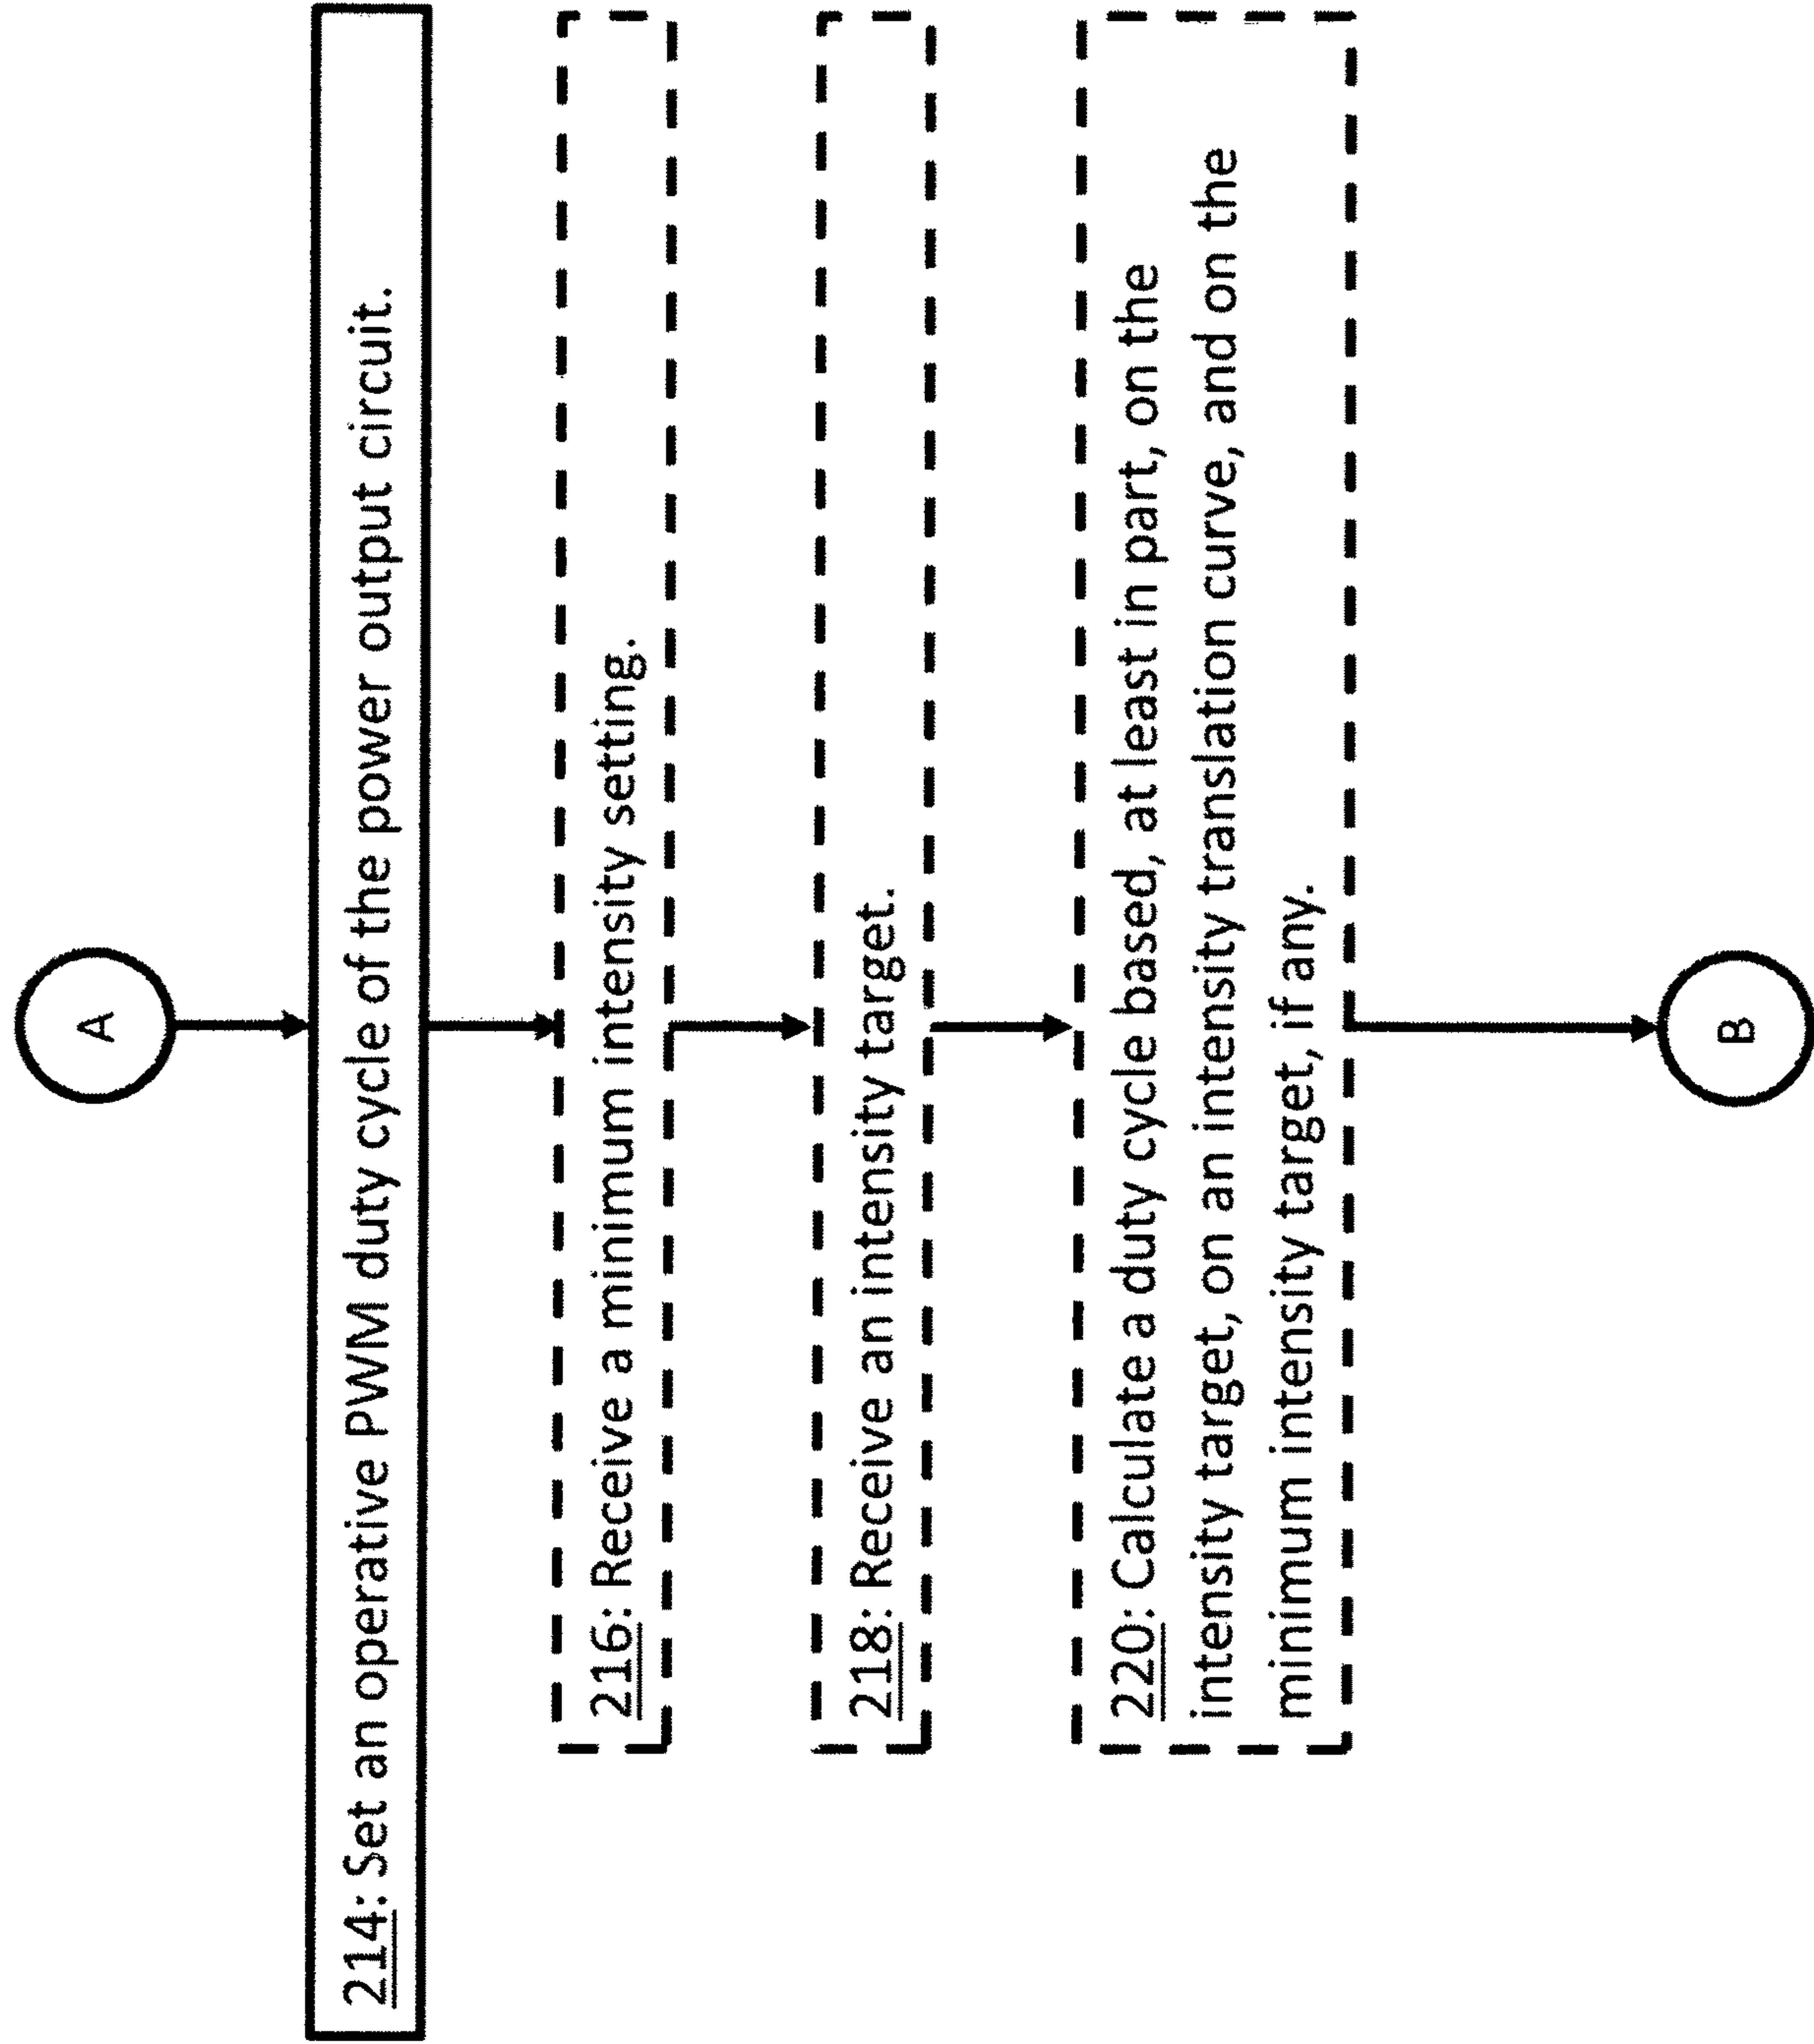 A
214: Set an operative PWM duty cycle of the power output circuit.
216: Receive a minimum intensity setting.
218: Receive an intensity target.
220: Calculate a duty cycle based, at least in part, on the
intensity target, on an intensity translation curve, and on the
minimum intensity target, if any.
B